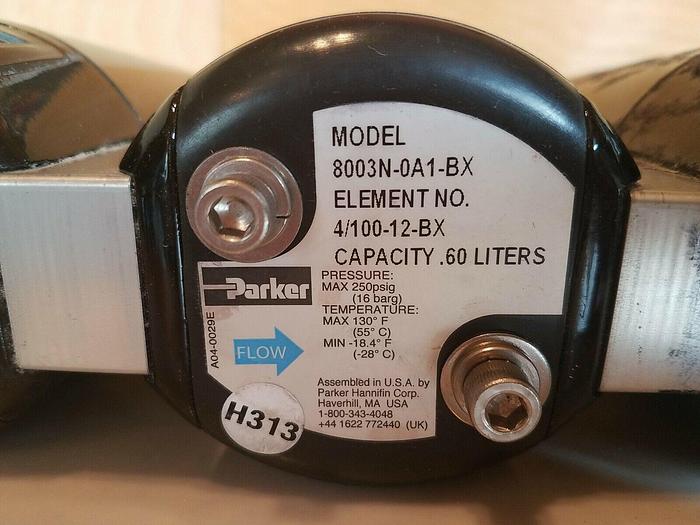 MODEL
8003N-0A1-BX
ELEMENT NO.
4/100-12-BX
CAPACITY .60 LITERS
Parker
PRESSURE:
MAX 250psig
(16 barg)
TEMPERATURE:
MAX 130° F
(55° C)
MIN -18.4° F
(-28° C)
A04-0029E
FLOW
Assembled in U.S.A. by
Parker Hannifin Corp.
Haverhill, MA USA
1-800-343-4048
+44 1622 772440 (UK)
H313